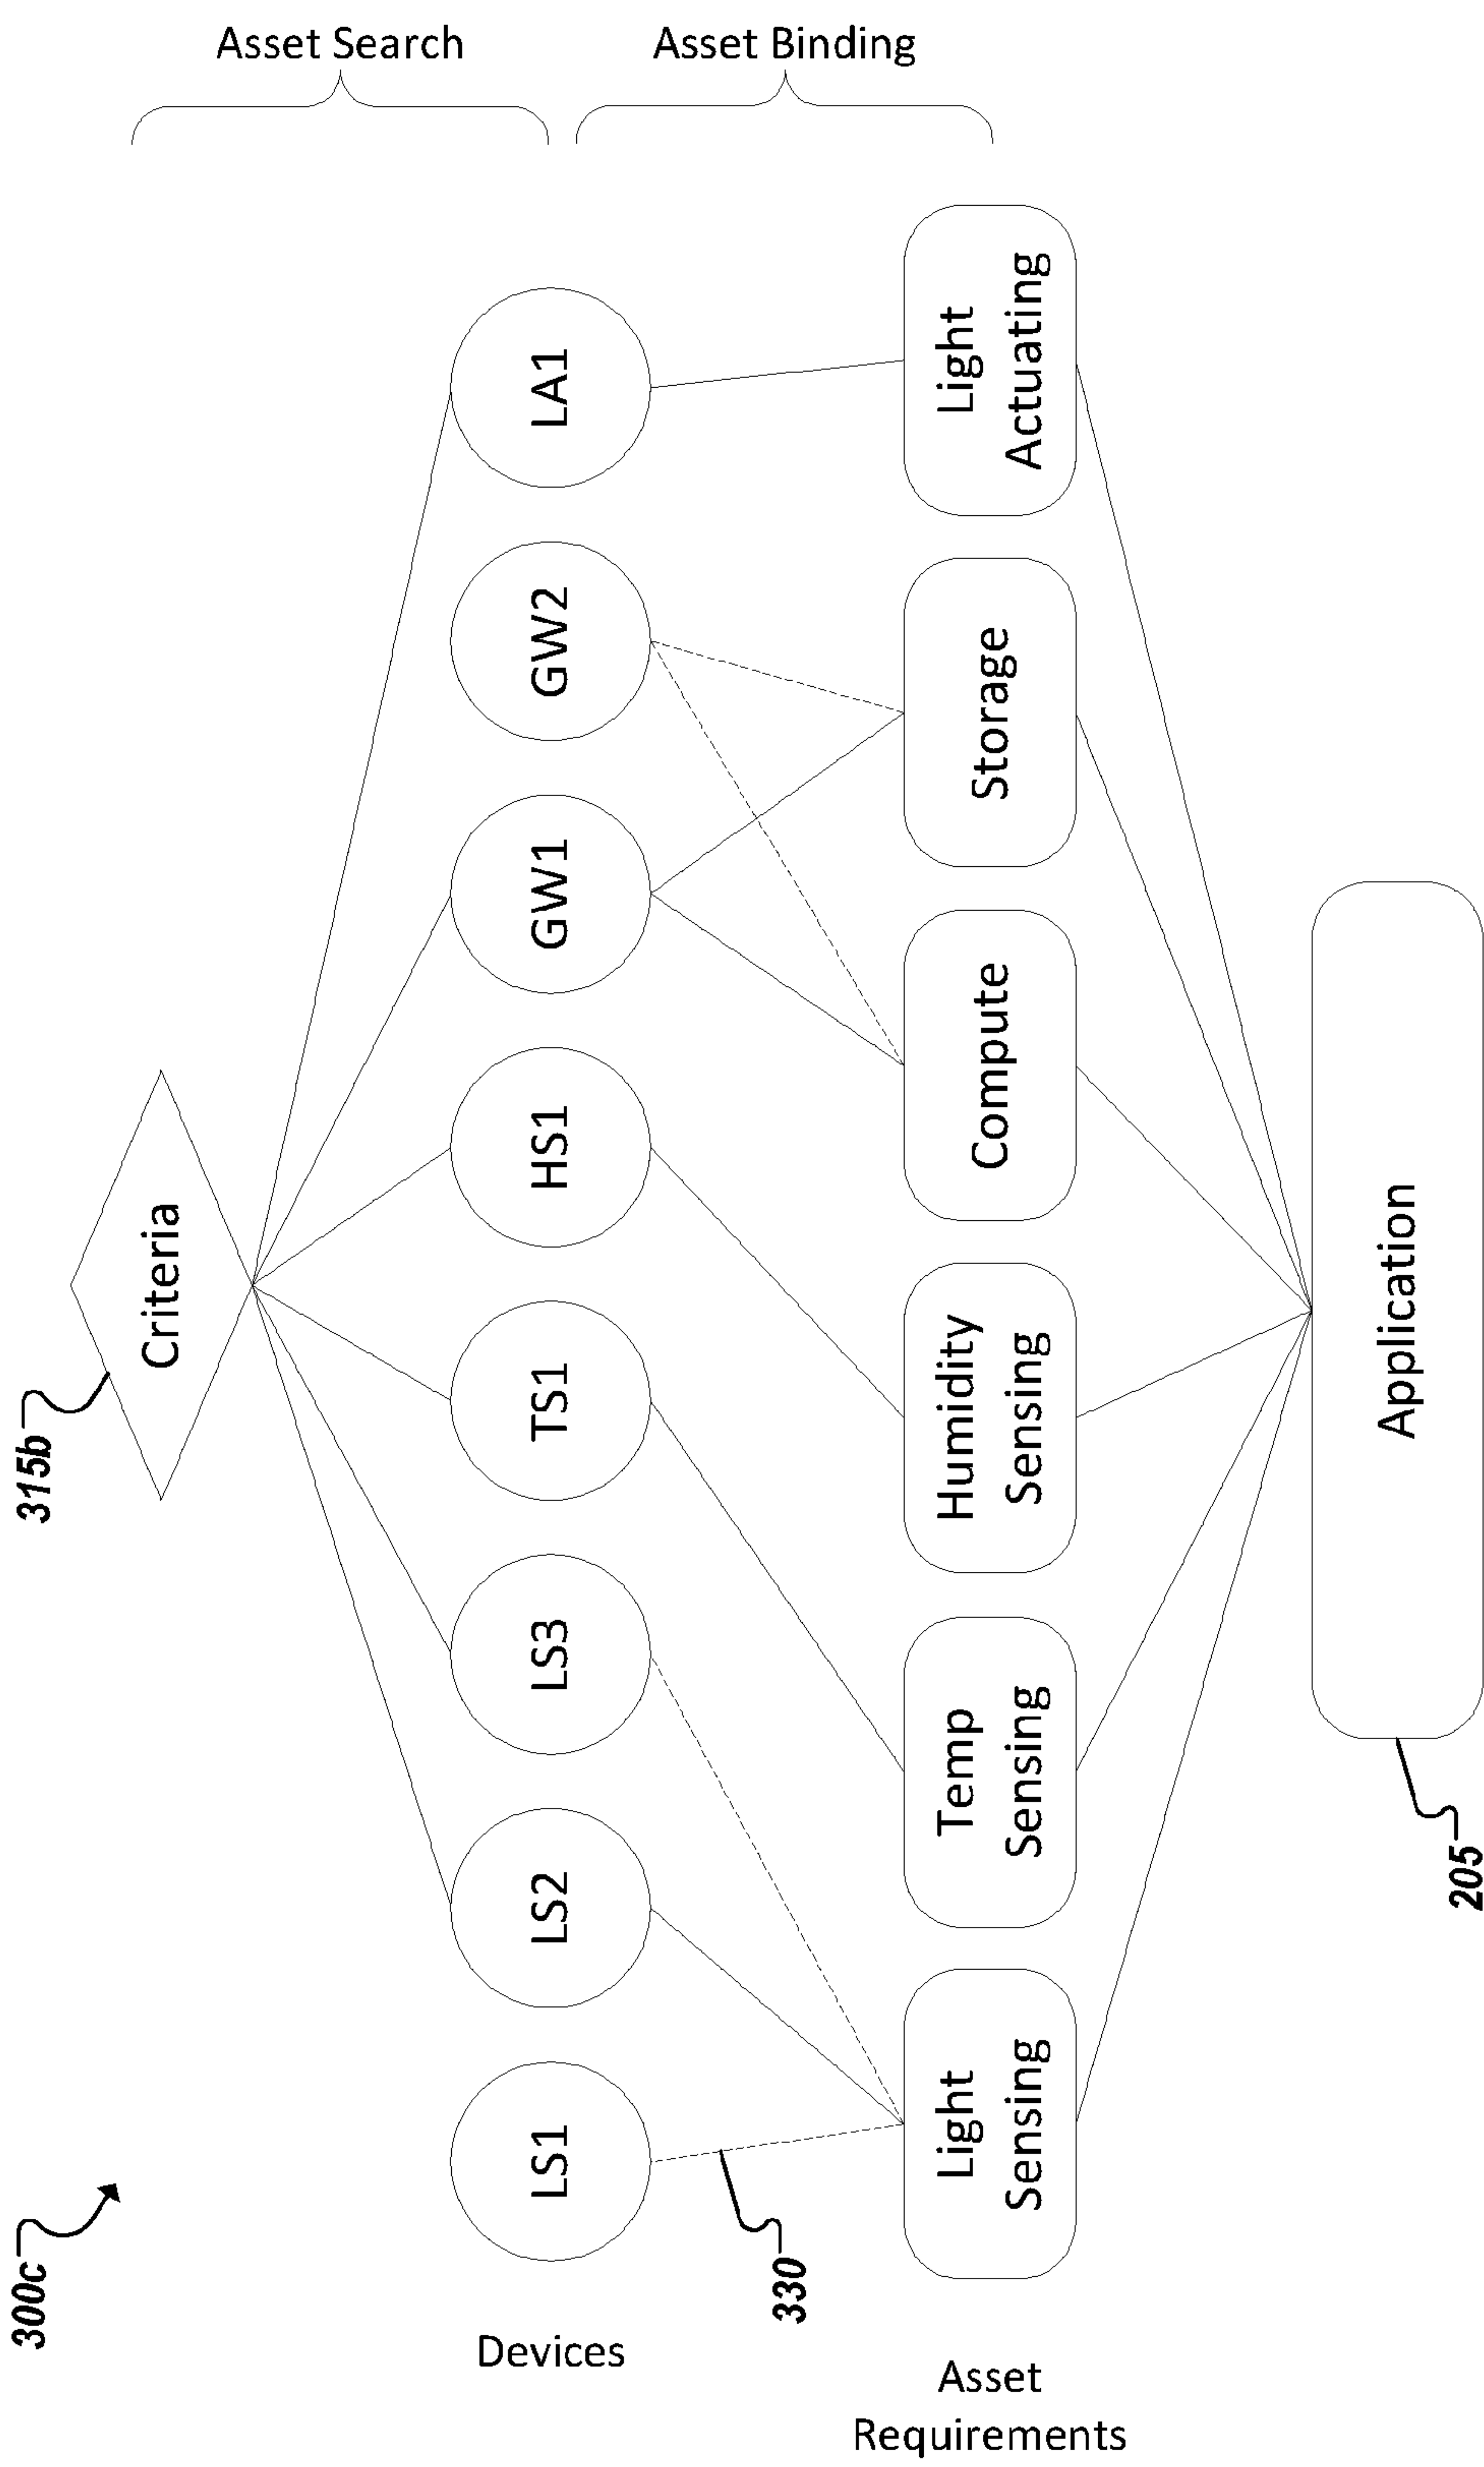 300c
315b
Criteria
Asset Search
Devices
LS1
LS2
LS3
TS1
HS1
GW1
GW2
LA1
330
Asset Binding
Asset
Requirements
Light
Sensing
Temp
Sensing
Humidity
Sensing
Compute
Storage
Light
Actuating
205
Application